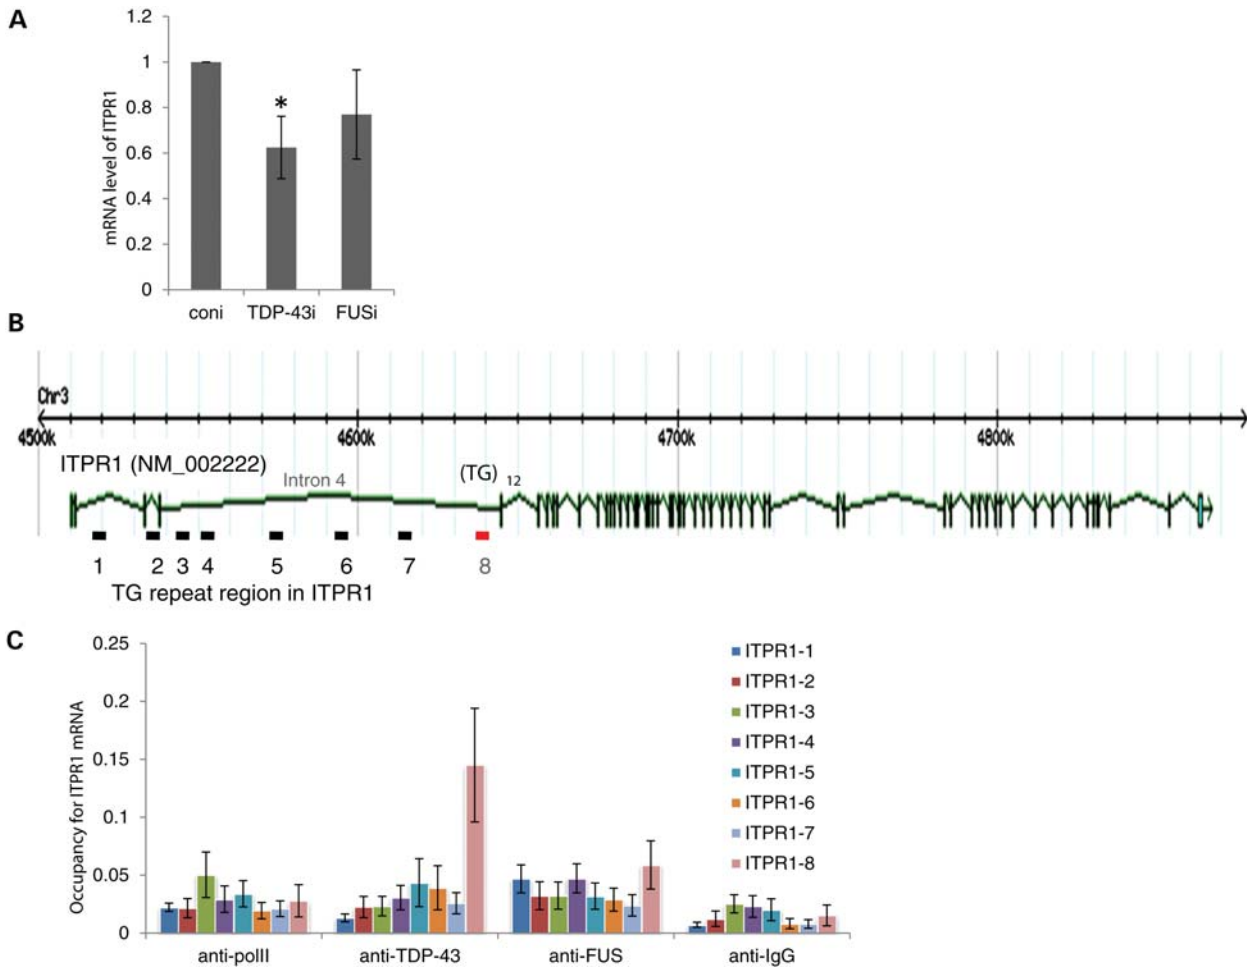 A
1.2
1
0.8
0.6
0.4
0.2
0
mRNA level of ITPR1
*
coni TDP-43i FUSi
B
Chr3
4500k 4600k 4700k 4800k
ITPR1 (NM_002222)
Intron 4
(TG) 12
1 2 3 4 5 6 7 8
TG repeat region in ITPR1
C
0.25
0.2
0.15
0.1
0.05
0
Occupancy for ITPR1 mRNA
anti-polII anti-TDP-43 anti-FUS anti-IgG
ITPR1-1
ITPR1-2
ITPR1-3
ITPR1-4
ITPR1-5
ITPR1-6
ITPR1-7
ITPR1-8